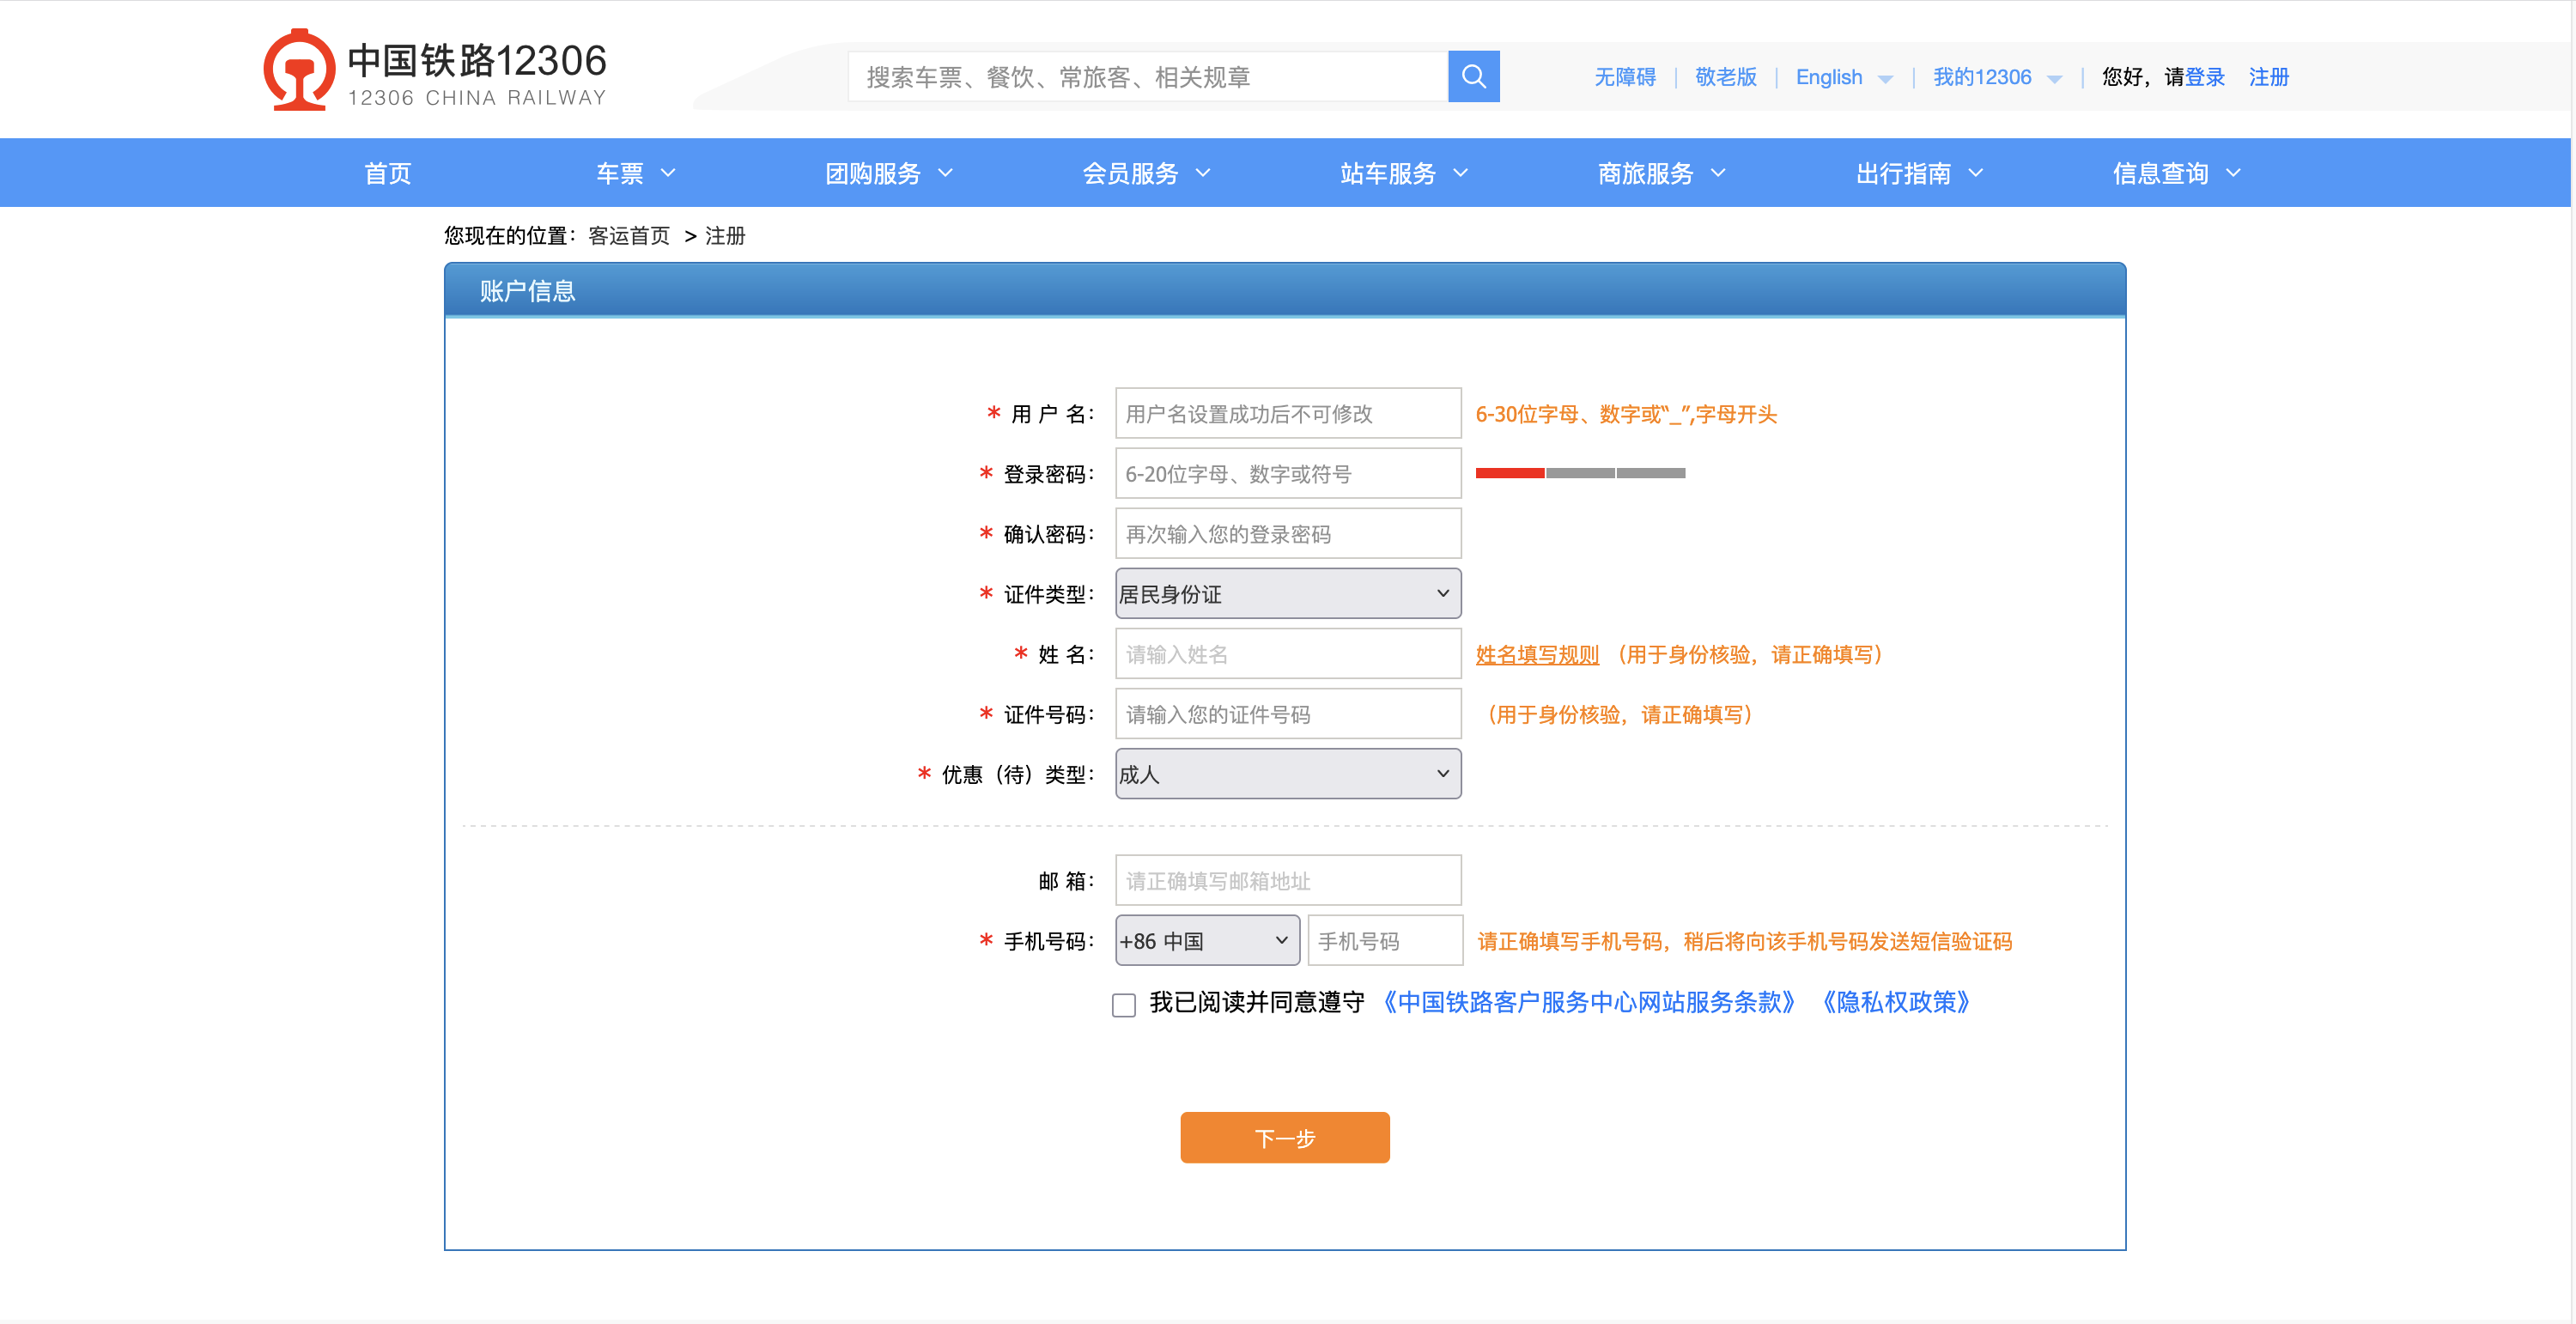 中国铁路12306
12306 CHINA RAILWAY
搜索车票、餐饮、常旅客、相关规章
无障碍 | 敬老版 | English | 我的12306 | 您好，请登录 注册
首页 车票 团购服务 会员服务 站车服务 商旅服务 出行指南 信息查询
您现在的位置：客运首页 > 注册
账户信息
* 用 户 名： 用户名设置成功后不可修改 6-30位字母、数字或“_”,字母开头
* 登录密码： 6-20位字母、数字或符号
* 确认密码： 再次输入您的登录密码
* 证件类型： 居民身份证
* 姓 名： 请输入姓名 姓名填写规则 （用于身份核验，请正确填写）
* 证件号码： 请输入您的证件号码 （用于身份核验，请正确填写）
* 优惠（待）类型： 成人
邮 箱： 请正确填写邮箱地址
* 手机号码： +86 中国 手机号码 请正确填写手机号码，稍后将向该手机号码发送短信验证码
我已阅读并同意遵守 《中国铁路客户服务中心网站服务条款》 《隐私权政策》
下一步